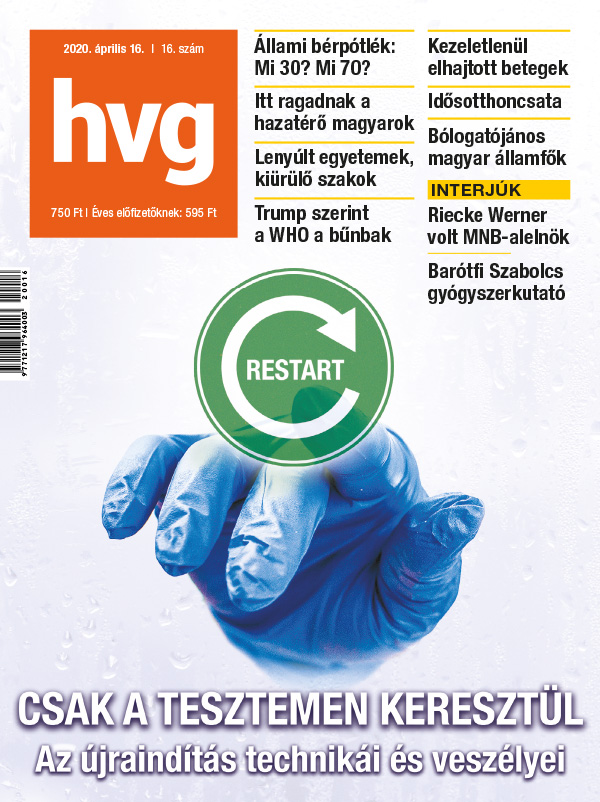 2020. április 16. | 16. szám
hvg
750 Ft | Éves előfizetőknek: 595 Ft
Állami bérpótlék:
Mi 30? Mi 70?
Itt ragadnak a
hazatérő magyarok
Lenyúlt egyetemek,
kiürülő szakok
Trump szerint
a WHO a bűnbak
Kezeletlenül
elhajtott betegek
Idősotthoncsata
Bólogatójános
magyar államfők
INTERJÚK
Riecke Werner
volt MNB-alelnök
Barótfi Szabolcs
gyógyszerkutató
20016
9771217964003
RESTART
CSAK A TESZTEMEN KERESZTÜL
Az újraindítás technikái és veszélyei